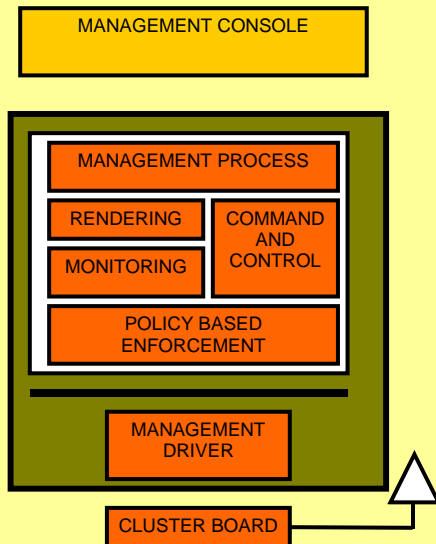 MANAGEMENT CONSOLE
MANAGEMENT PROCESS
RENDERING
MONITORING
COMMAND
AND
CONTROL
POLICY BASED
ENFORCEMENT
MANAGEMENT
DRIVER
CLUSTER BOARD